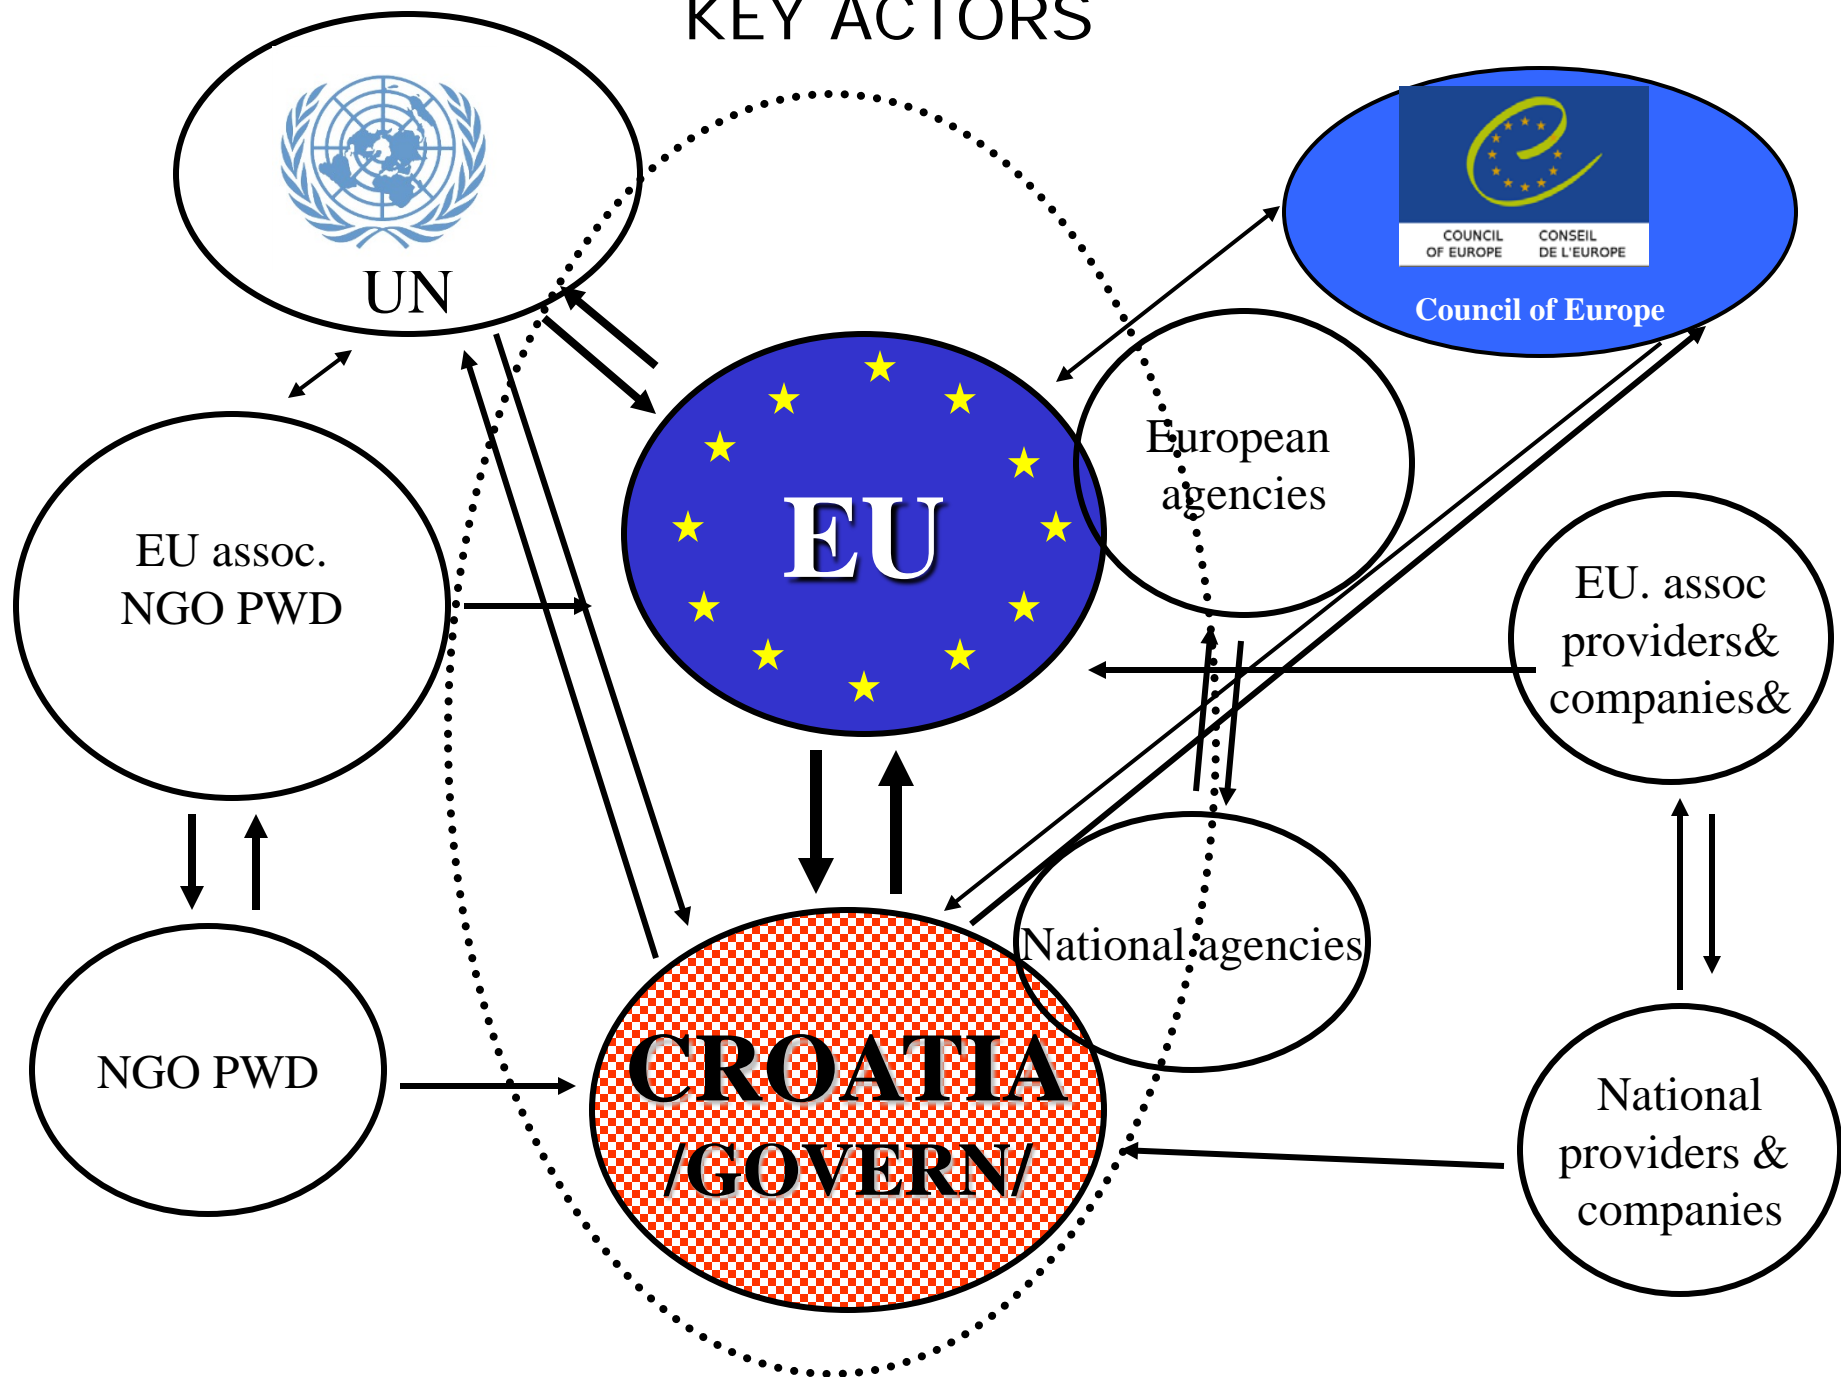 KEY ACTORS
UN
COUNCIL
OF EUROPE
CONSEIL
DE L'EUROPE
Council of Europe
European
agencies
EU
EU assoc.
NGO PWD
EU. assoc
providers&
companies&
National agencies
NGO PWD
CROATIA
/GOVERN/
National
providers &
companies